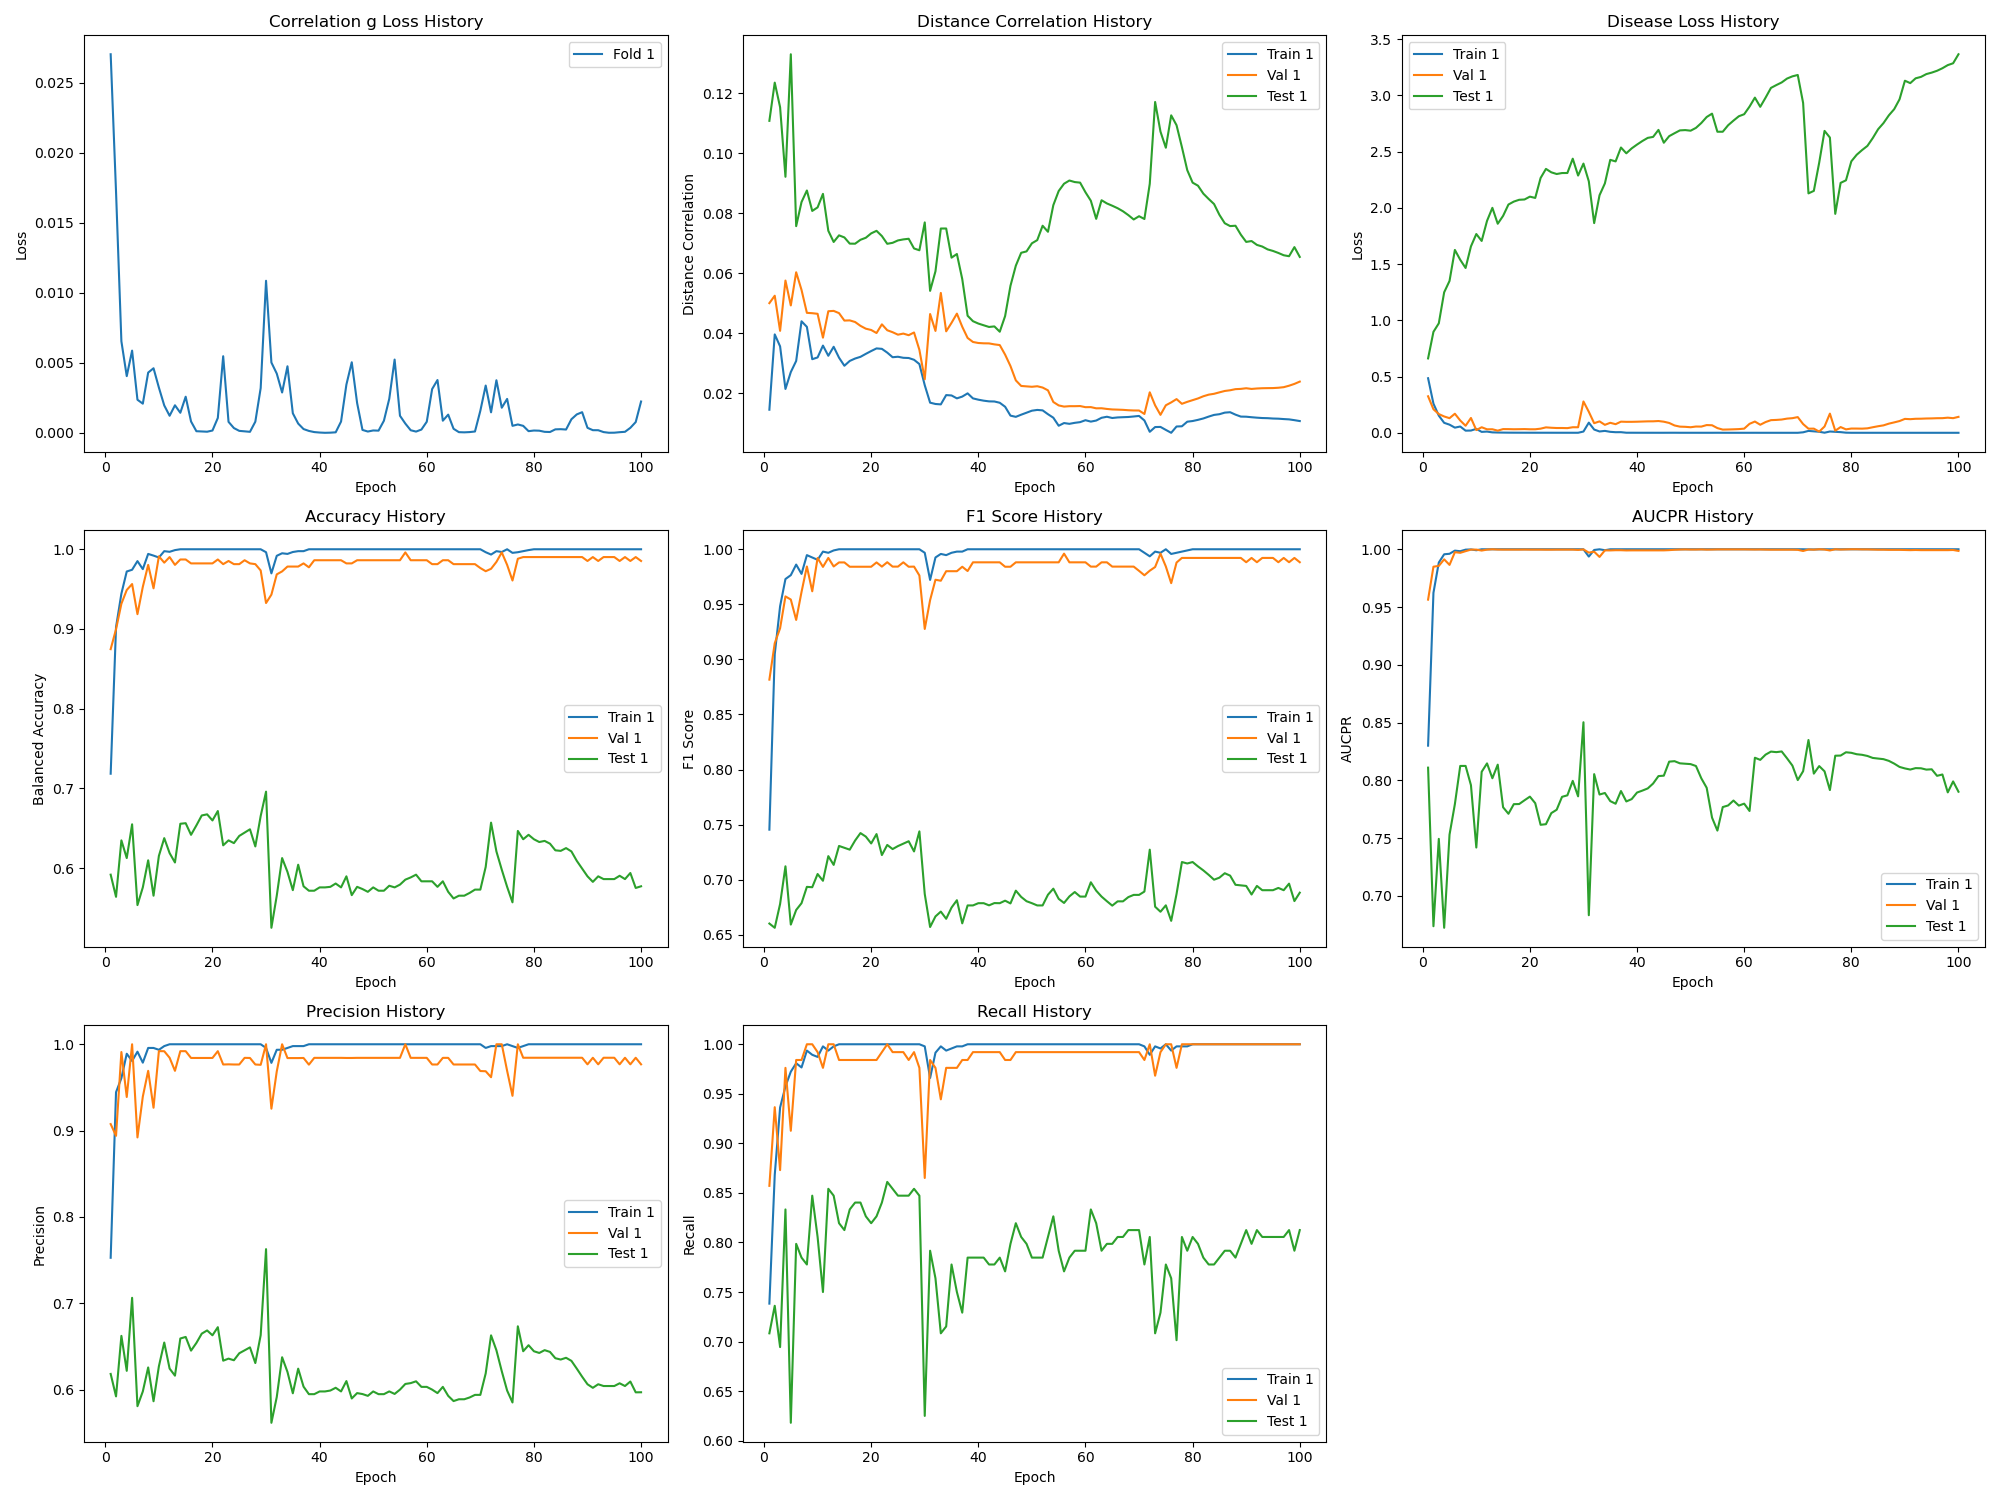 Correlation g Loss History
Loss
0.025
0.020
0.015
0.010
0.005
0.000
0 20 40 60 80 100
Epoch
Fold 1
Distance Correlation History
Distance Correlation
0.12
0.10
0.08
0.06
0.04
0.02
0 20 40 60 80 100
Epoch
Train 1
Val 1
Test 1
Disease Loss History
Loss
3.5
3.0
2.5
2.0
1.5
1.0
0.5
0.0
0 20 40 60 80 100
Epoch
Train 1
Val 1
Test 1
Accuracy History
Balanced Accuracy
1.0
0.9
0.8
0.7
0.6
0 20 40 60 80 100
Epoch
Train 1
Val 1
Test 1
F1 Score History
F1 Score
1.00
0.95
0.90
0.85
0.80
0.75
0.70
0.65
0 20 40 60 80 100
Epoch
Train 1
Val 1
Test 1
AUCPR History
AUCPR
1.00
0.95
0.90
0.85
0.80
0.75
0.70
0 20 40 60 80 100
Epoch
Train 1
Val 1
Test 1
Precision History
Precision
1.0
0.9
0.8
0.7
0.6
0 20 40 60 80 100
Epoch
Train 1
Val 1
Test 1
Recall History
Recall
1.00
0.95
0.90
0.85
0.80
0.75
0.70
0.65
0.60
0 20 40 60 80 100
Epoch
Train 1
Val 1
Test 1